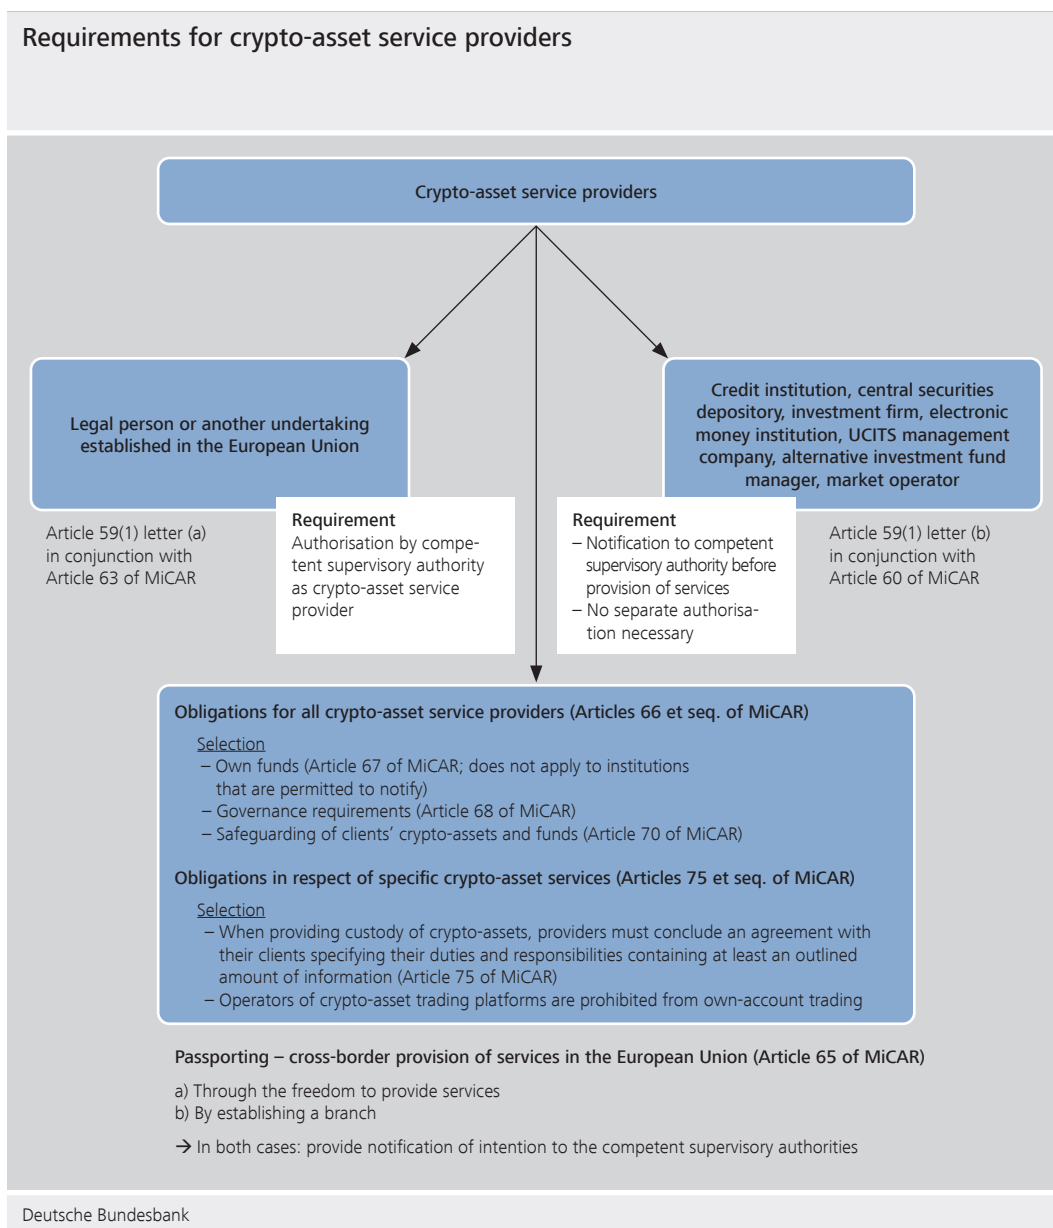 Requirements for crypto-asset service providers
Crypto-asset service providers
Legal person or another undertaking
established in the European Union
Credit institution, central securities
depository, investment firm, electronic
money institution, UCITS management
company, alternative investment fund
manager, market operator
Article 59(1) letter (a)
in conjunction with
Article 63 of MiCAR
Requirement
Authorisation by compe-
tent supervisory authority
as crypto-asset service
provider
Requirement
– Notification to competent
supervisory authority before
provision of services
– No separate authorisa-
tion necessary
Article 59(1) letter (b)
in conjunction with
Article 60 of MiCAR
Obligations for all crypto-asset service providers (Articles 66 et seq. of MiCAR)
Selection
– Own funds (Article 67 of MiCAR; does not apply to institutions
that are permitted to notify)
– Governance requirements (Article 68 of MiCAR)
– Safeguarding of clients’ crypto-assets and funds (Article 70 of MiCAR)
Obligations in respect of specific crypto-asset services (Articles 75 et seq. of MiCAR)
Selection
– When providing custody of crypto-assets, providers must conclude an agreement with
their clients specifying their duties and responsibilities containing at least an outlined
amount of information (Article 75 of MiCAR)
– Operators of crypto-asset trading platforms are prohibited from own-account trading
Passporting – cross-border provision of services in the European Union (Article 65 of MiCAR)
a) Through the freedom to provide services
b) By establishing a branch
→ In both cases: provide notification of intention to the competent supervisory authorities
Deutsche Bundesbank